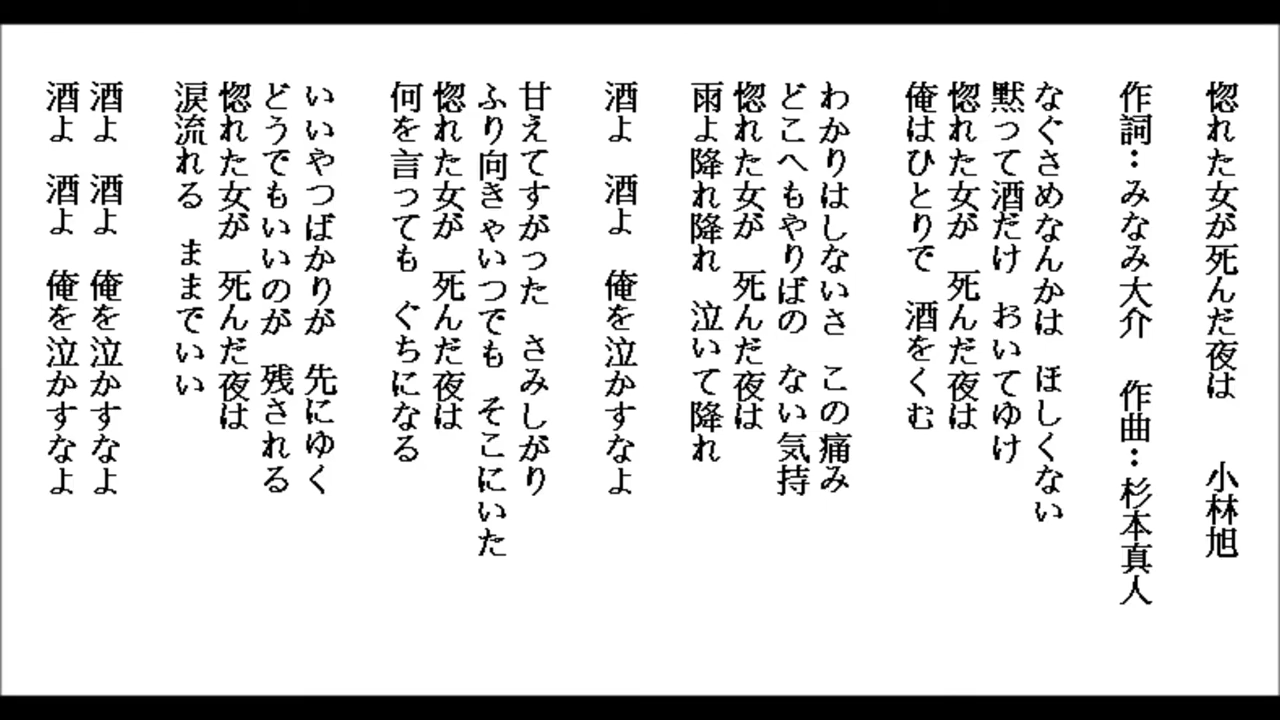 惚れた女が死んだ夜は　　小林旭
作詞：みなみ大介　作曲：杉本真人
なぐさめなんかは　ほしくない
黙って酒だけ　おいてゆけ
惚れた女が　死んだ夜は
俺はひとりで　酒をくむ
わかりはしないさ　この痛み
どこへもやりばの　ない気持
惚れた女が　死んだ夜は
雨よ降れ降れ　泣いて降れ
酒よ　酒よ　俺を泣かすなよ
甘えてすがった　さみしがり
ふり向きゃいつでも　そこにいた
惚れた女が　死んだ夜は
何を言っても　ぐちになる
いいやつばかりが　先にゆく
どうでもいいのが　残される
惚れた女が　死んだ夜は
涙流れる　ままでいい
酒よ　酒よ　俺を泣かすなよ
酒よ　酒よ　俺を泣かすなよ